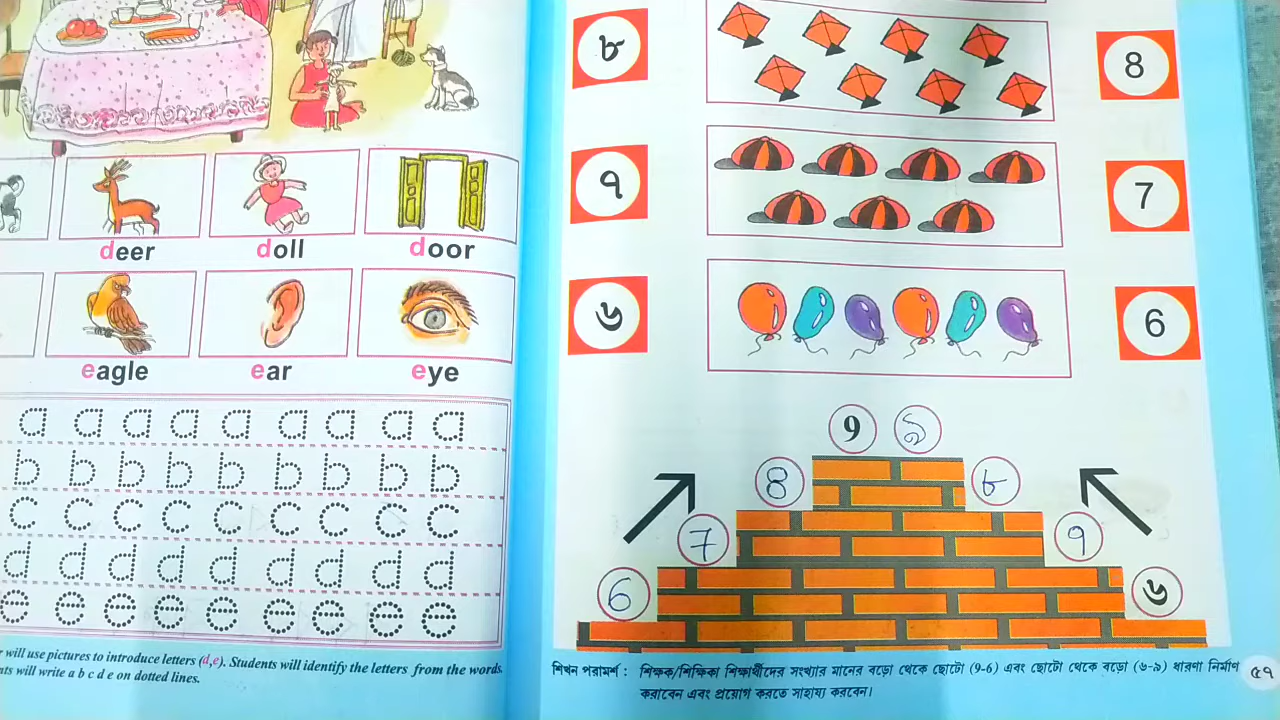 deer doll door
eagle ear eye
a a a a a a a a a
b b b b b b b b b
c c c c c c c c c
d d d d d d d d d
e e e e e e e e e
will use pictures to introduce letters (d,e). Students will identify the letters from the words.
will write a b c d e on dotted lines.
৮ 8
৭ 7
৬ 6
9 ৯
8 ৮
7 ৭
6 ৬
শিখন পরামর্শ : শিক্ষক/শিক্ষিকা শিক্ষার্থীদের সংখ্যার মানের বড়ো থেকে ছোটো (9-6) এবং ছোটো থেকে বড়ো (৬-৯) ধারণা নির্মাণ
করাবেন এবং প্রয়োগ করতে সাহায্য করবেন।
৫৭